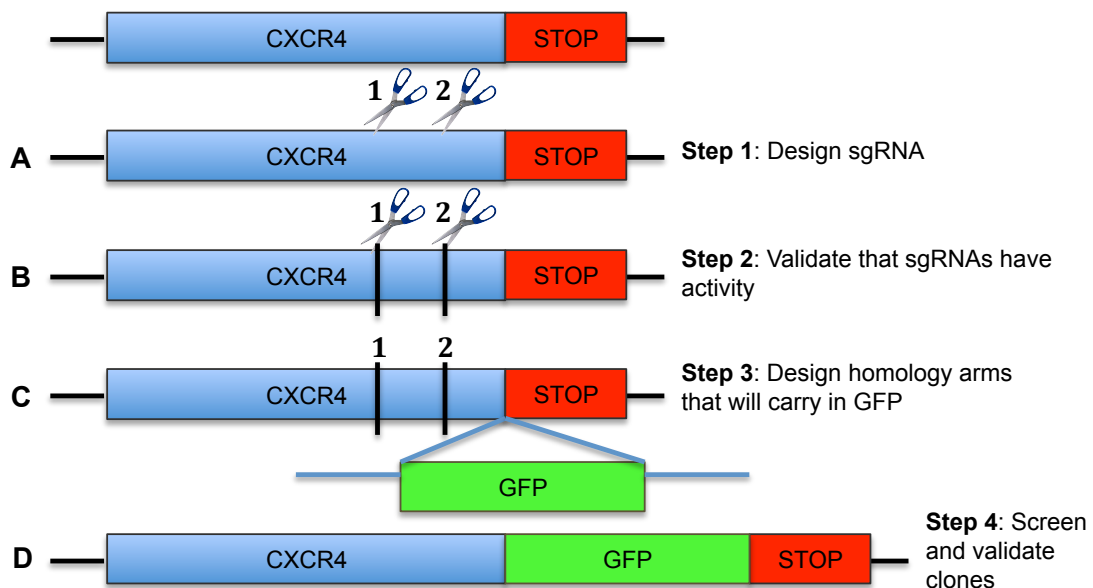 CXCR4 STOP
1 2
A CXCR4 STOP Step 1: Design sgRNA
1 2
B CXCR4 STOP Step 2: Validate that sgRNAs have
activity
1 2
C CXCR4 STOP Step 3: Design homology arms
that will carry in GFP
GFP
D CXCR4 GFP STOP Step 4: Screen
and validate
clones